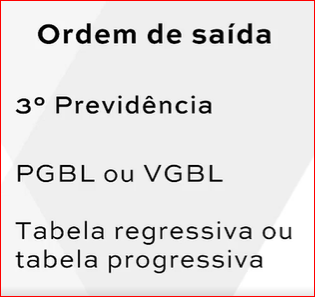 Ordem de saída
3º Previdência
PGBL ou VGBL
Tabela regressiva ou
tabela progressiva